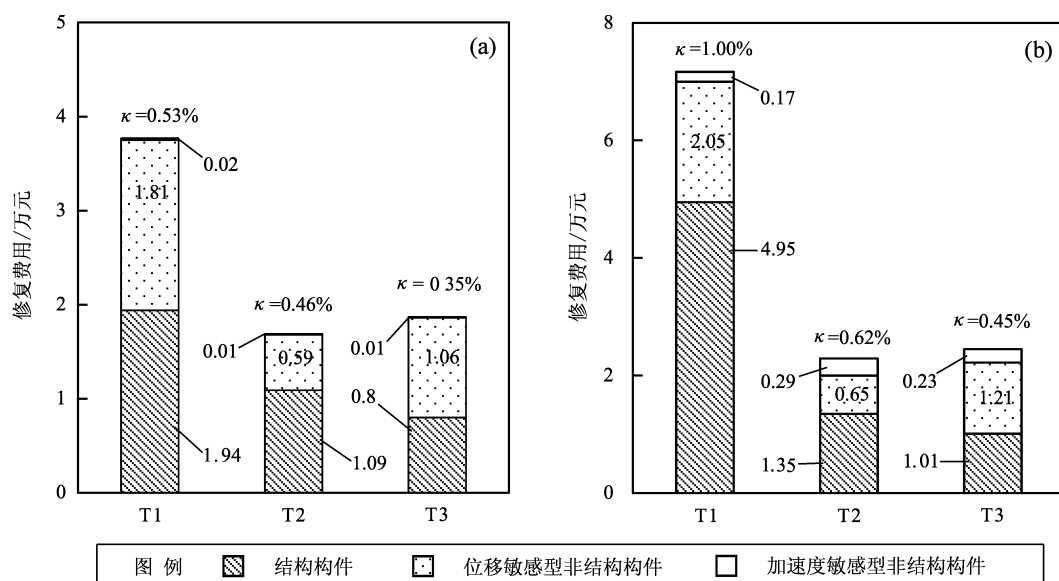 (a)
修复费用/万元
5
4
3
2
1
0
κ=0.53%
0.02
1.81
1.94
κ=0.46%
0.01
0.59
1.09
κ= 0 35%
0.01
1.06
0.8
T1 T2 T3
(b)
修复费用/万元
8
6
4
2
0
κ=1.00%
0.17
2.05
4.95
κ=0.62%
0.29
0.65
1.35
κ=0.45%
0.23
1.21
1.01
T1 T2 T3
图 例 结构构件 位移敏感型非结构构件 加速度敏感型非结构构件